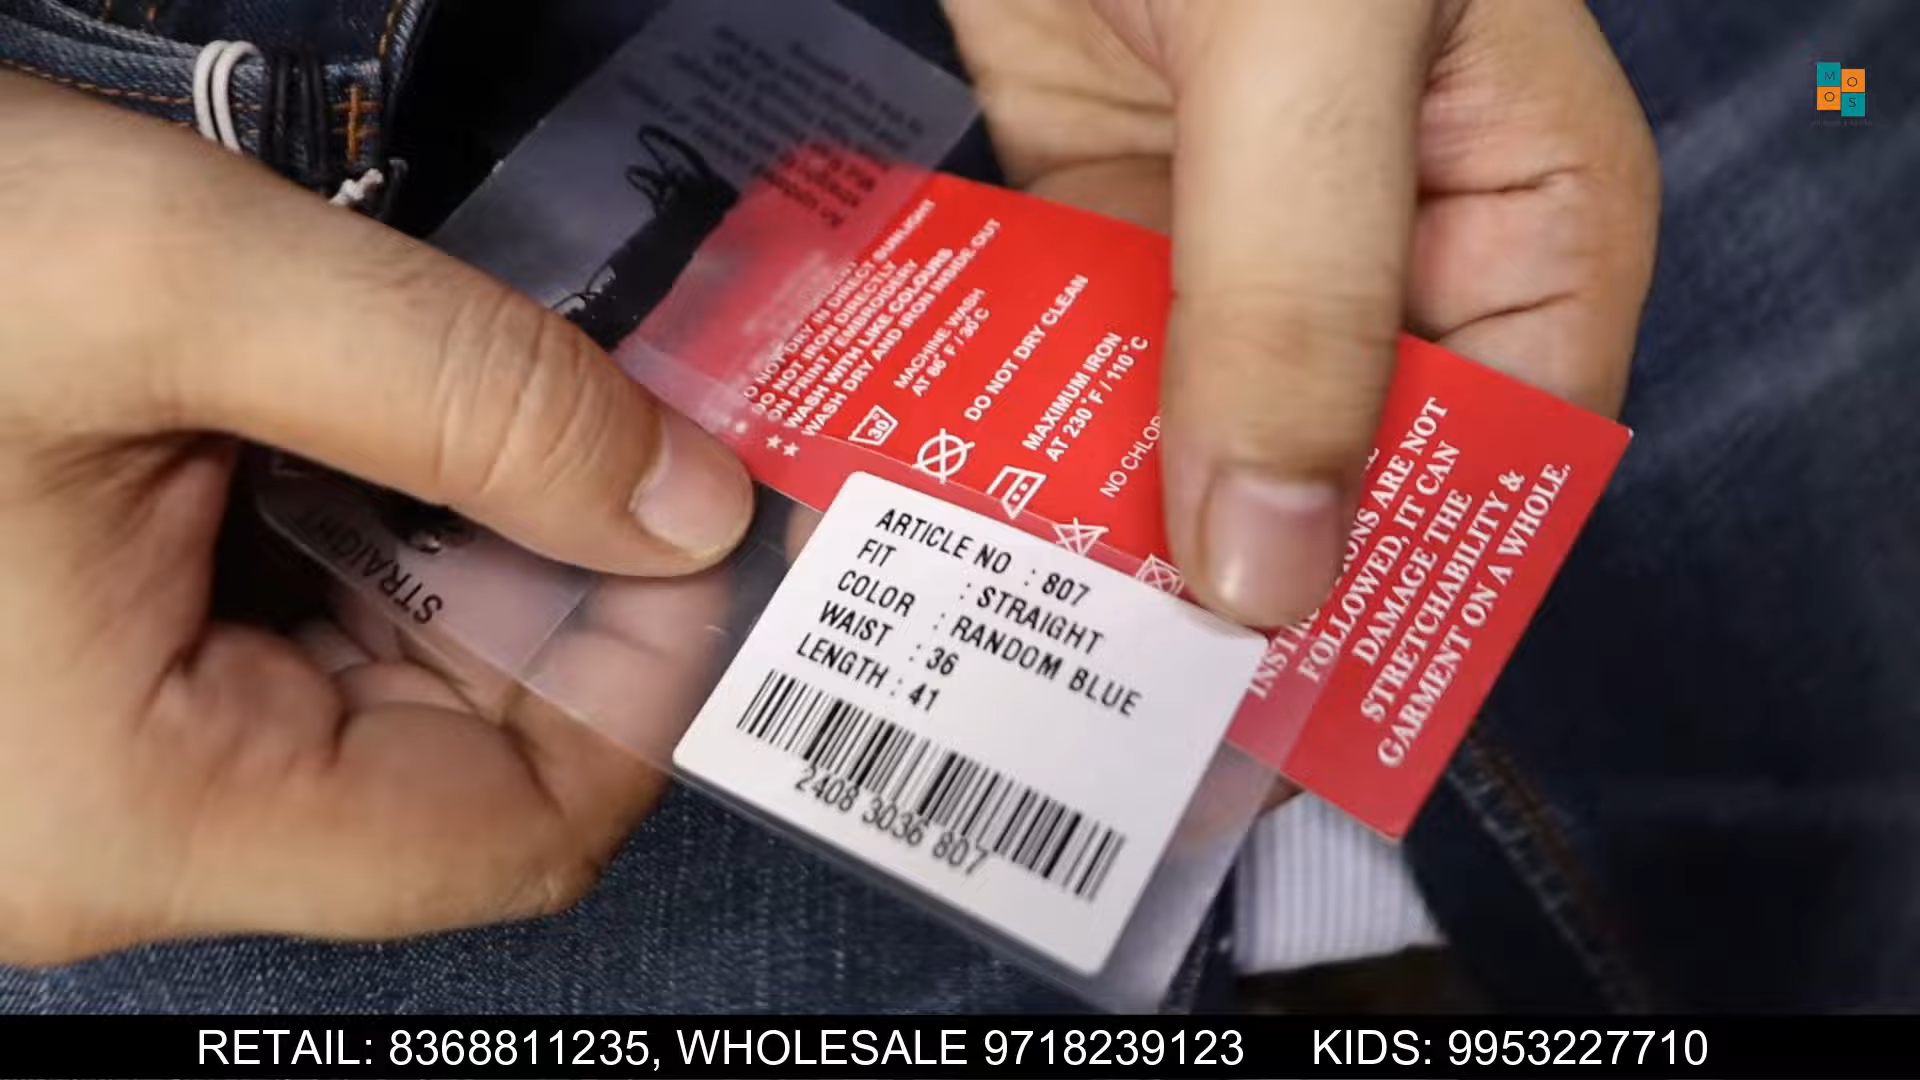 M O
O S
DO NOT DRY IN DIRECT SUNLIGHT
DO NOT IRON DIRECTLY
ON PRINT / EMBROIDERY
WASH WITH LIKE COLOURS
WASH DRY AND IRON INSIDE OUT
30°
MACHINE WASH
AT 86° F / 30°C
DO NOT DRY CLEAN
MAXIMUM IRON
AT 230°F / 110°C
NO CHLOR
ARE NOT
FOLLOWED, IT CAN
DAMAGE THE
STRETCHABILITY &
GARMENT ON A WHOLE.
STRAIGHT
ARTICLE NO : 807
FIT : STRAIGHT
COLOR : RANDOM BLUE
WAIST : 36
LENGTH : 41
2408 3036 807
RETAIL: 8368811235, WHOLESALE 9718239123 KIDS: 9953227710